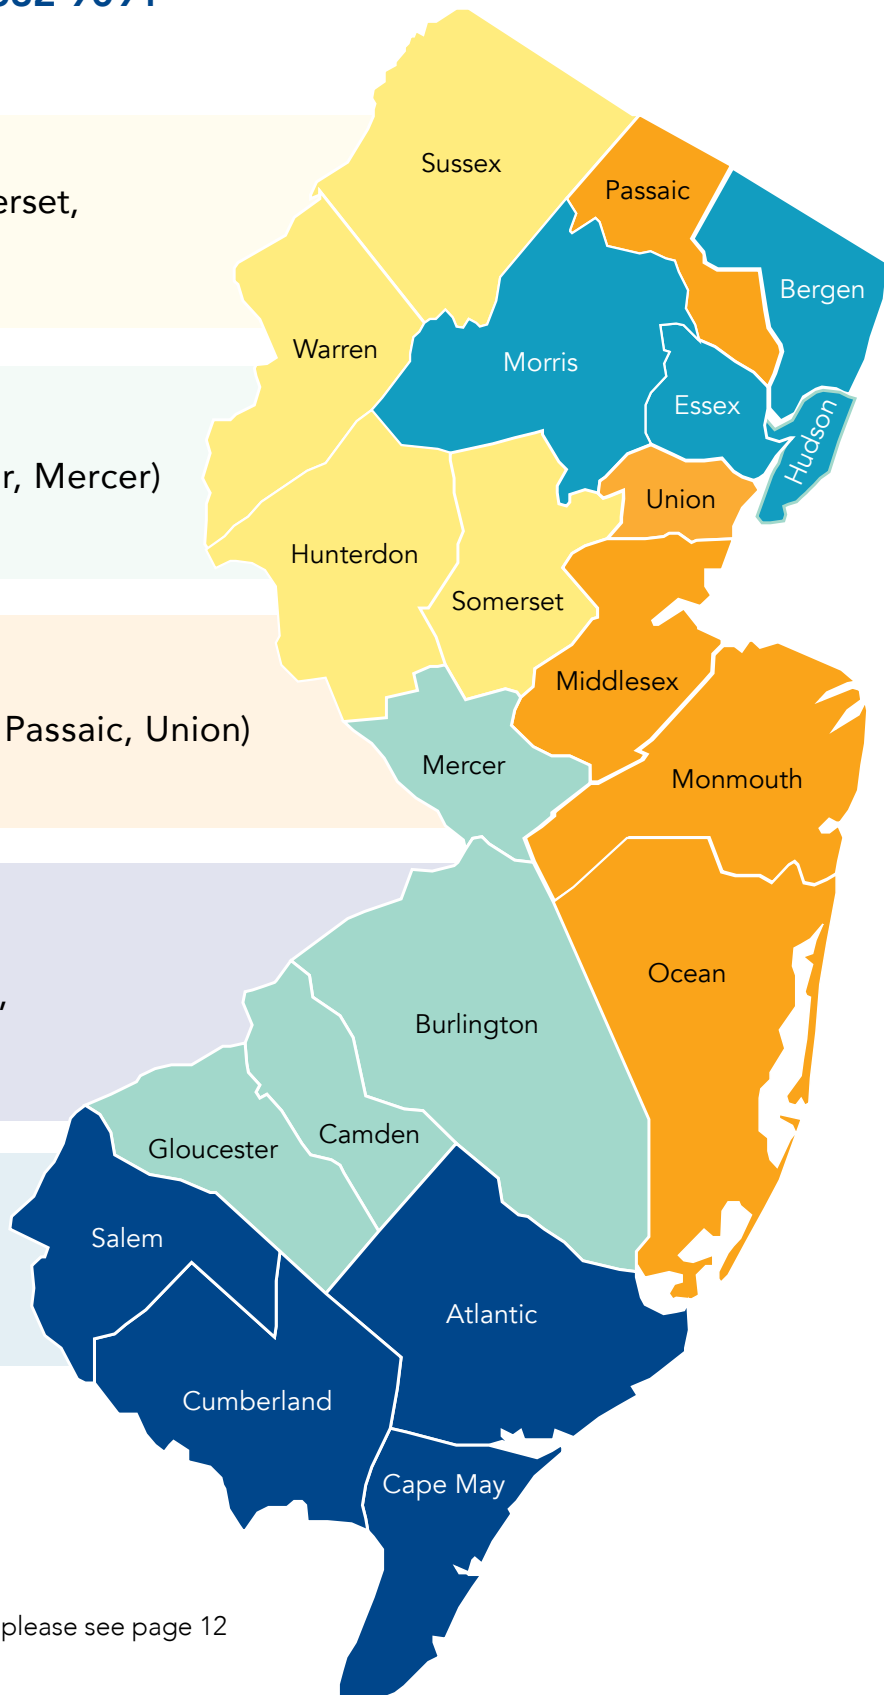 erset,
r, Mercer)
Passaic, Union)
,
please see page 12
Sussex
Passaic
Bergen
Warren
Morris
Essex
Hudson
Union
Hunterdon
Somerset
Middlesex
Mercer
Monmouth
Ocean
Burlington
Camden
Gloucester
Salem
Atlantic
Cumberland
Cape May